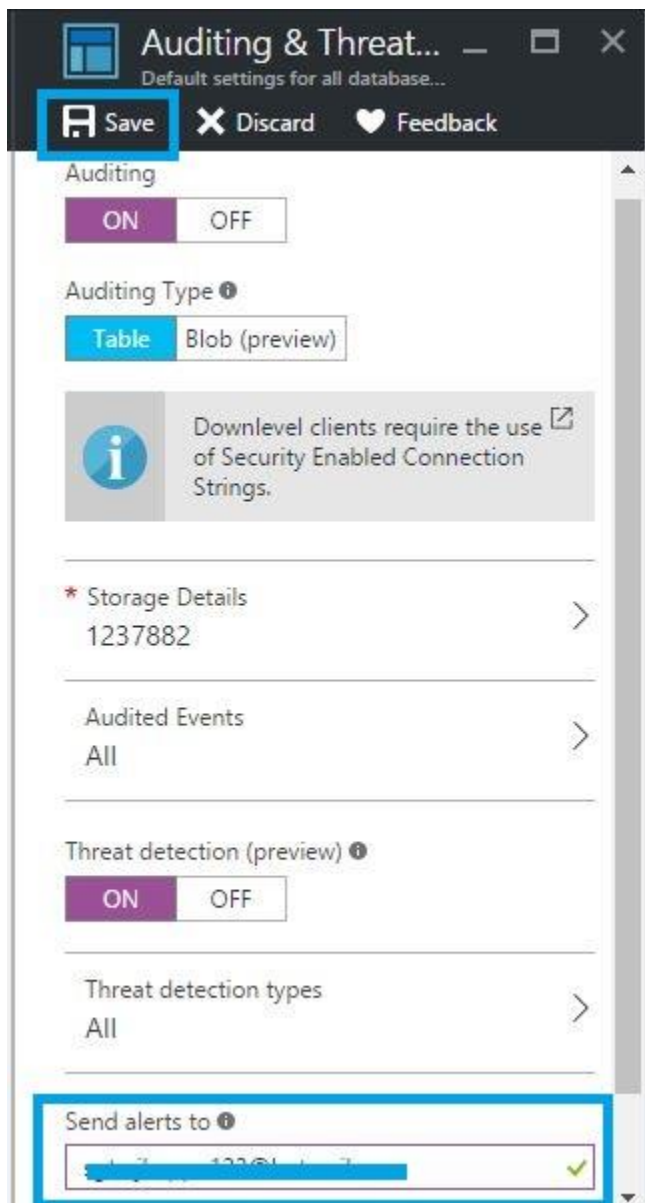 Auditing & Threat...
Default settings for all database...
Save Discard Feedback
Auditing
ON OFF
Auditing Type
Table Blob (preview)
Downlevel clients require the use
of Security Enabled Connection
Strings.
* Storage Details
1237882
Audited Events
All
Threat detection (preview)
ON OFF
Threat detection types
All
Send alerts to